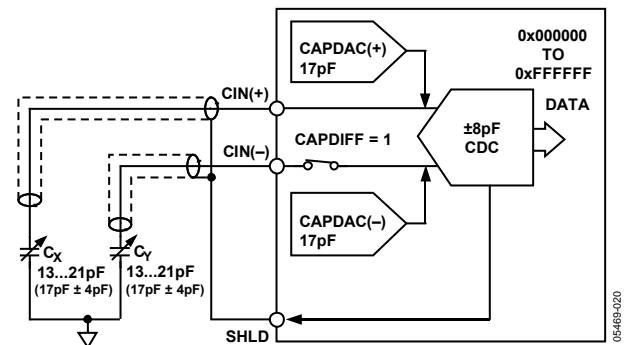 CAPDAC(+)
17pF
0x000000
TO
0xFFFFFF
DATA
CIN(+)
CIN(–)
CAPDIFF = 1
±8pF
CDC
CAPDAC(–)
17pF
CX
13...21pF
(17pF ± 4pF)
CY
13...21pF
(17pF ± 4pF)
SHLD
05469-020